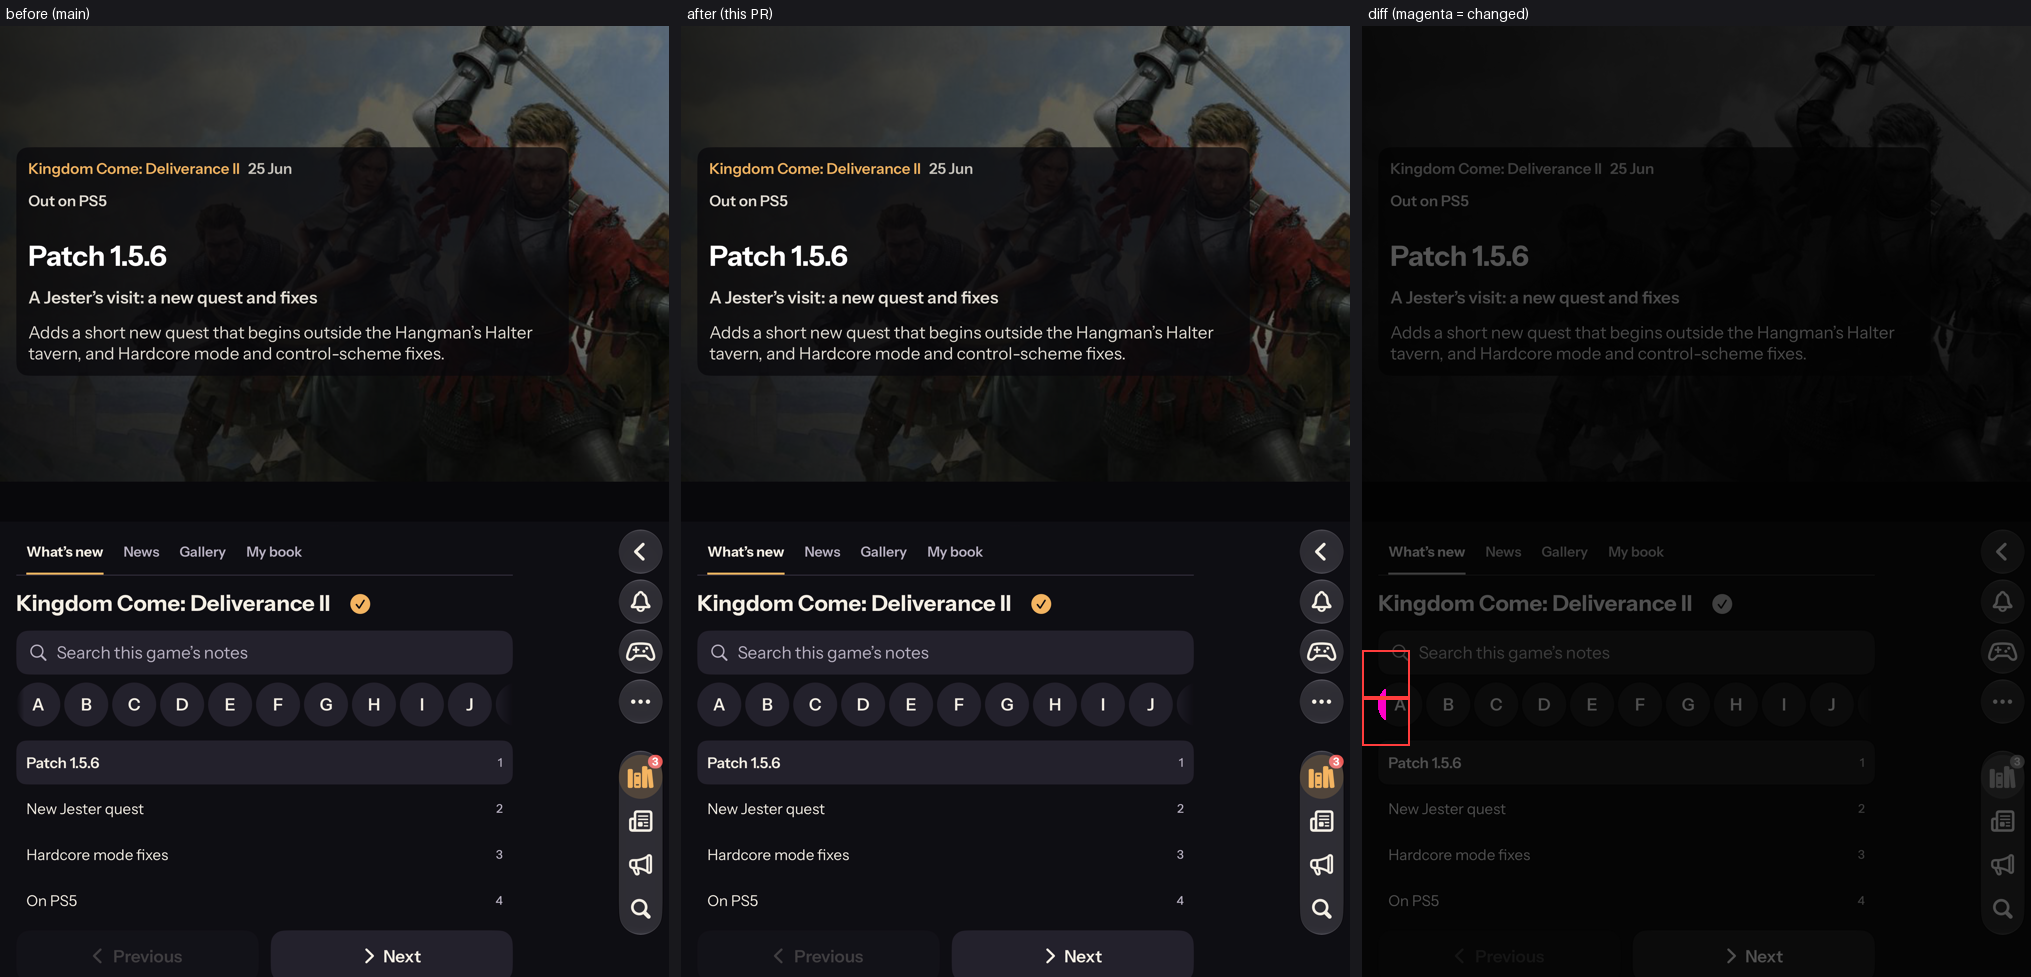 before (main)
Kingdom Come: Deliverance II 25 Jun
Out on PS5
Patch 1.5.6
A Jester’s visit: a new quest and fixes
Adds a short new quest that begins outside the Hangman’s Halter
tavern, and Hardcore mode and control-scheme fixes.
What’s new News Gallery My book
Kingdom Come: Deliverance II
Search this game’s notes
A B C D E F G H I J
Patch 1.5.6 1
New Jester quest 2
Hardcore mode fixes 3
On PS5 4
Previous Next
3
after (this PR)
Kingdom Come: Deliverance II 25 Jun
Out on PS5
Patch 1.5.6
A Jester’s visit: a new quest and fixes
Adds a short new quest that begins outside the Hangman’s Halter
tavern, and Hardcore mode and control-scheme fixes.
What’s new News Gallery My book
Kingdom Come: Deliverance II
Search this game’s notes
A B C D E F G H I J
Patch 1.5.6 1
New Jester quest 2
Hardcore mode fixes 3
On PS5 4
Previous Next
3
diff (magenta = changed)
Kingdom Come: Deliverance II 25 Jun
Out on PS5
Patch 1.5.6
A Jester’s visit: a new quest and fixes
Adds a short new quest that begins outside the Hangman’s Halter
tavern, and Hardcore mode and control-scheme fixes.
What’s new News Gallery My book
Kingdom Come: Deliverance II
Search this game’s notes
A B C D E F G H I J
Patch 1.5.6 1
New Jester quest 2
Hardcore mode fixes 3
On PS5 4
Previous Next
3